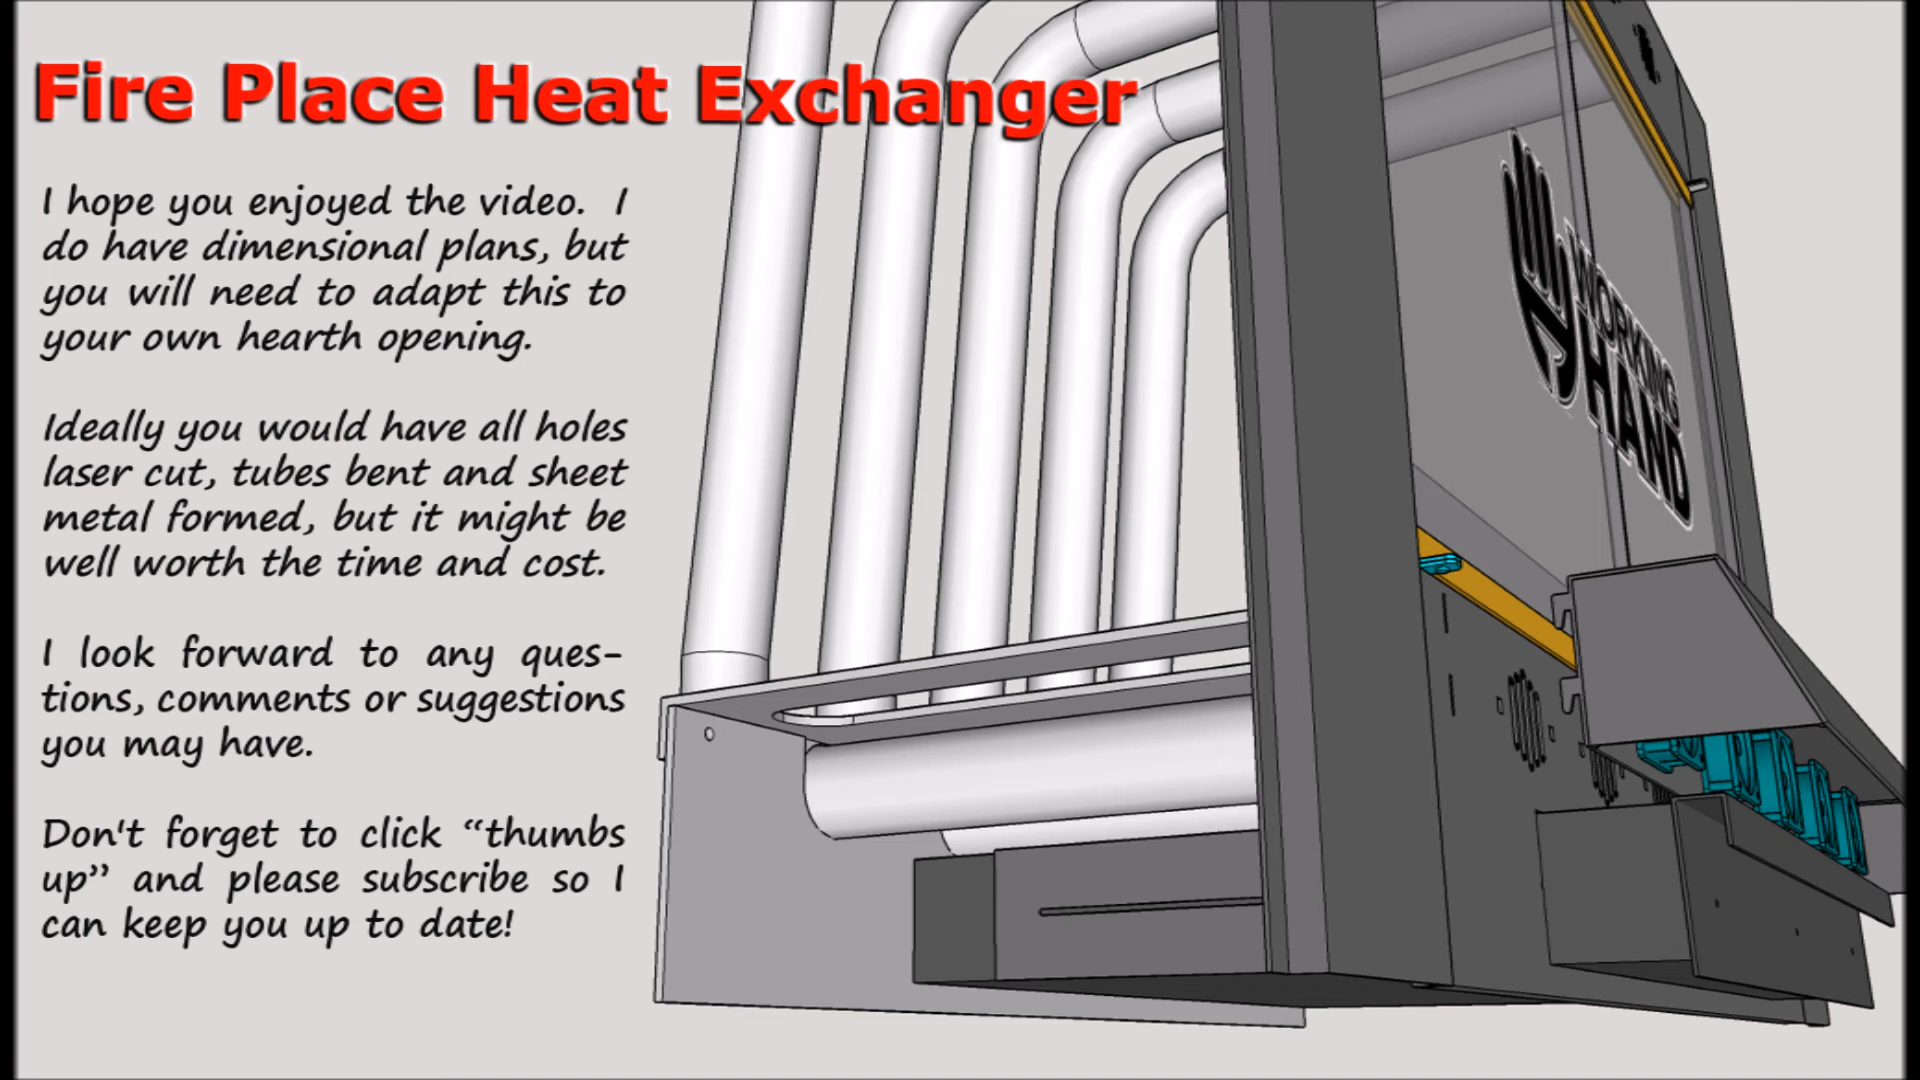 Fire Place Heat Exchanger
I hope you enjoyed the video. I
do have dimensional plans, but
you will need to adapt this to
your own hearth opening.
Ideally you would have all holes
laser cut, tubes bent and sheet
metal formed, but it might be
well worth the time and cost.
I look forward to any ques-
tions, comments or suggestions
you may have.
Don't forget to click “thumbs
up” and please subscribe so I
can keep you up to date!
WORKING
HAND